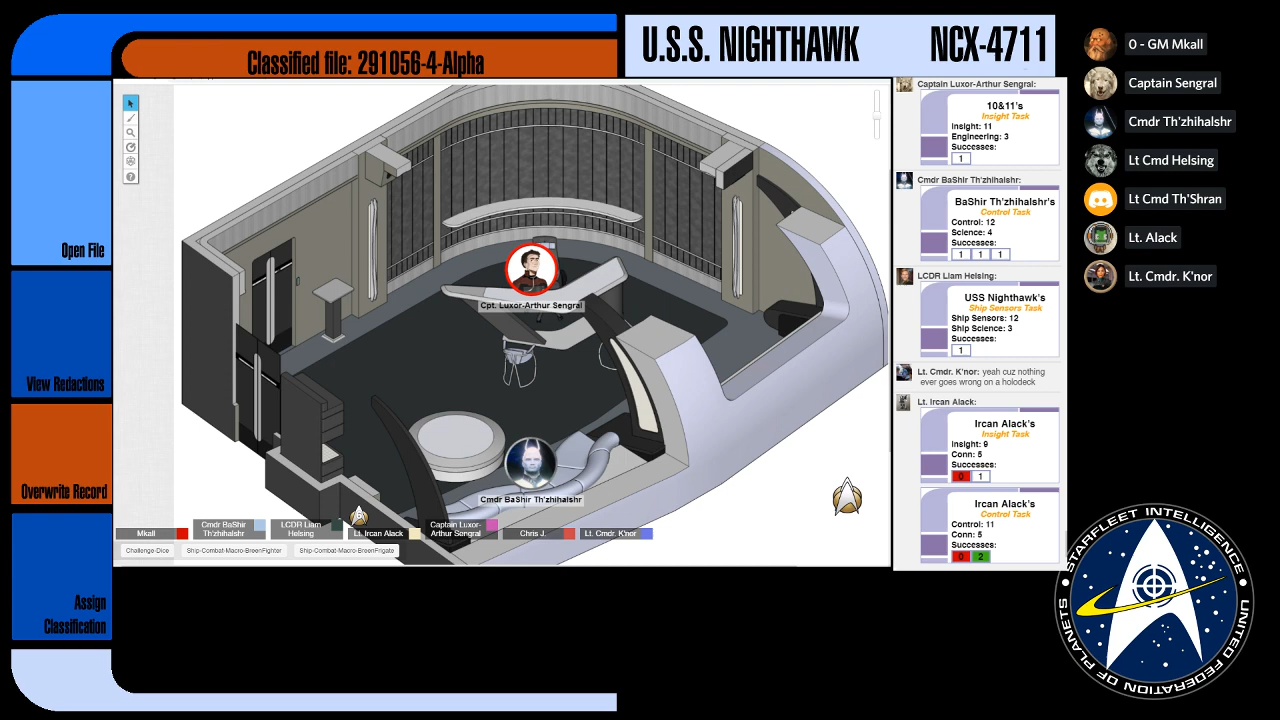 Classified file: 291056-4-Alpha
U.S.S. NIGHTHAWK NCX-4711
Open File
View Redactions
Overwrite Record
Assign
Classification
Cpt. Luxor-Arthur Sengral
Cmdr BaShir Th'zhihalshr
Mkall
Cmdr BaShir
Th'zhihalshr
LCDR Liam
Helsing
Lt. Ircan Alack
Captain Luxor-
Arthur Sengral
Chris J.
Lt. Cmdr. K'nor
Challenge-Dice
Ship-Combat-Macro-BreenFighter
Ship-Combat-Macro-BreenFrigate
Captain Luxor-Arthur Sengral:
10&11's
Insight Task
Insight: 11
Engineering: 3
Successes:
1
Cmdr BaShir Th'zhihalshr:
BaShir Th'zhihalshr's
Control Task
Control: 12
Science: 4
Successes:
1 1 1
LCDR Liam Helsing:
USS Nighthawk's
Ship Sensors Task
Ship Sensors: 12
Ship Science: 3
Successes:
1
Lt. Cmdr. K'nor: yeah cuz nothing
ever goes wrong on a holodeck
Lt. Ircan Alack:
Ircan Alack's
Insight Task
Insight: 9
Conn: 5
Successes:
0 1
Ircan Alack's
Control Task
Control: 11
Conn: 5
Successes:
0 2
0 - GM Mkall
Captain Sengral
Cmdr Th'zhihalshr
Lt Cmd Helsing
Lt Cmd Th'Shran
Lt. Alack
Lt. Cmdr. K'nor
STARFLEET INTELLIGENCE
UNITED FEDERATION OF PLANETS